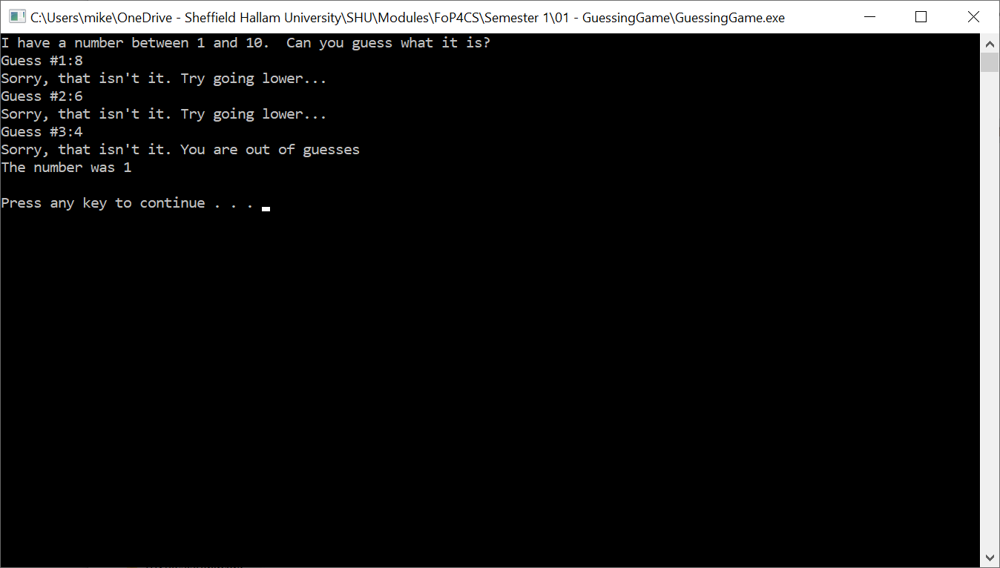 C:\Users\mike\OneDrive - Sheffield Hallam University\SHU\Modules\FoP4CS\Semester 1\01 - GuessingGame\GuessingGame.exe
I have a number between 1 and 10.  Can you guess what it is?
Guess #1:8
Sorry, that isn't it. Try going lower...
Guess #2:6
Sorry, that isn't it. Try going lower...
Guess #3:4
Sorry, that isn't it. You are out of guesses
The number was 1
Press any key to continue . . .